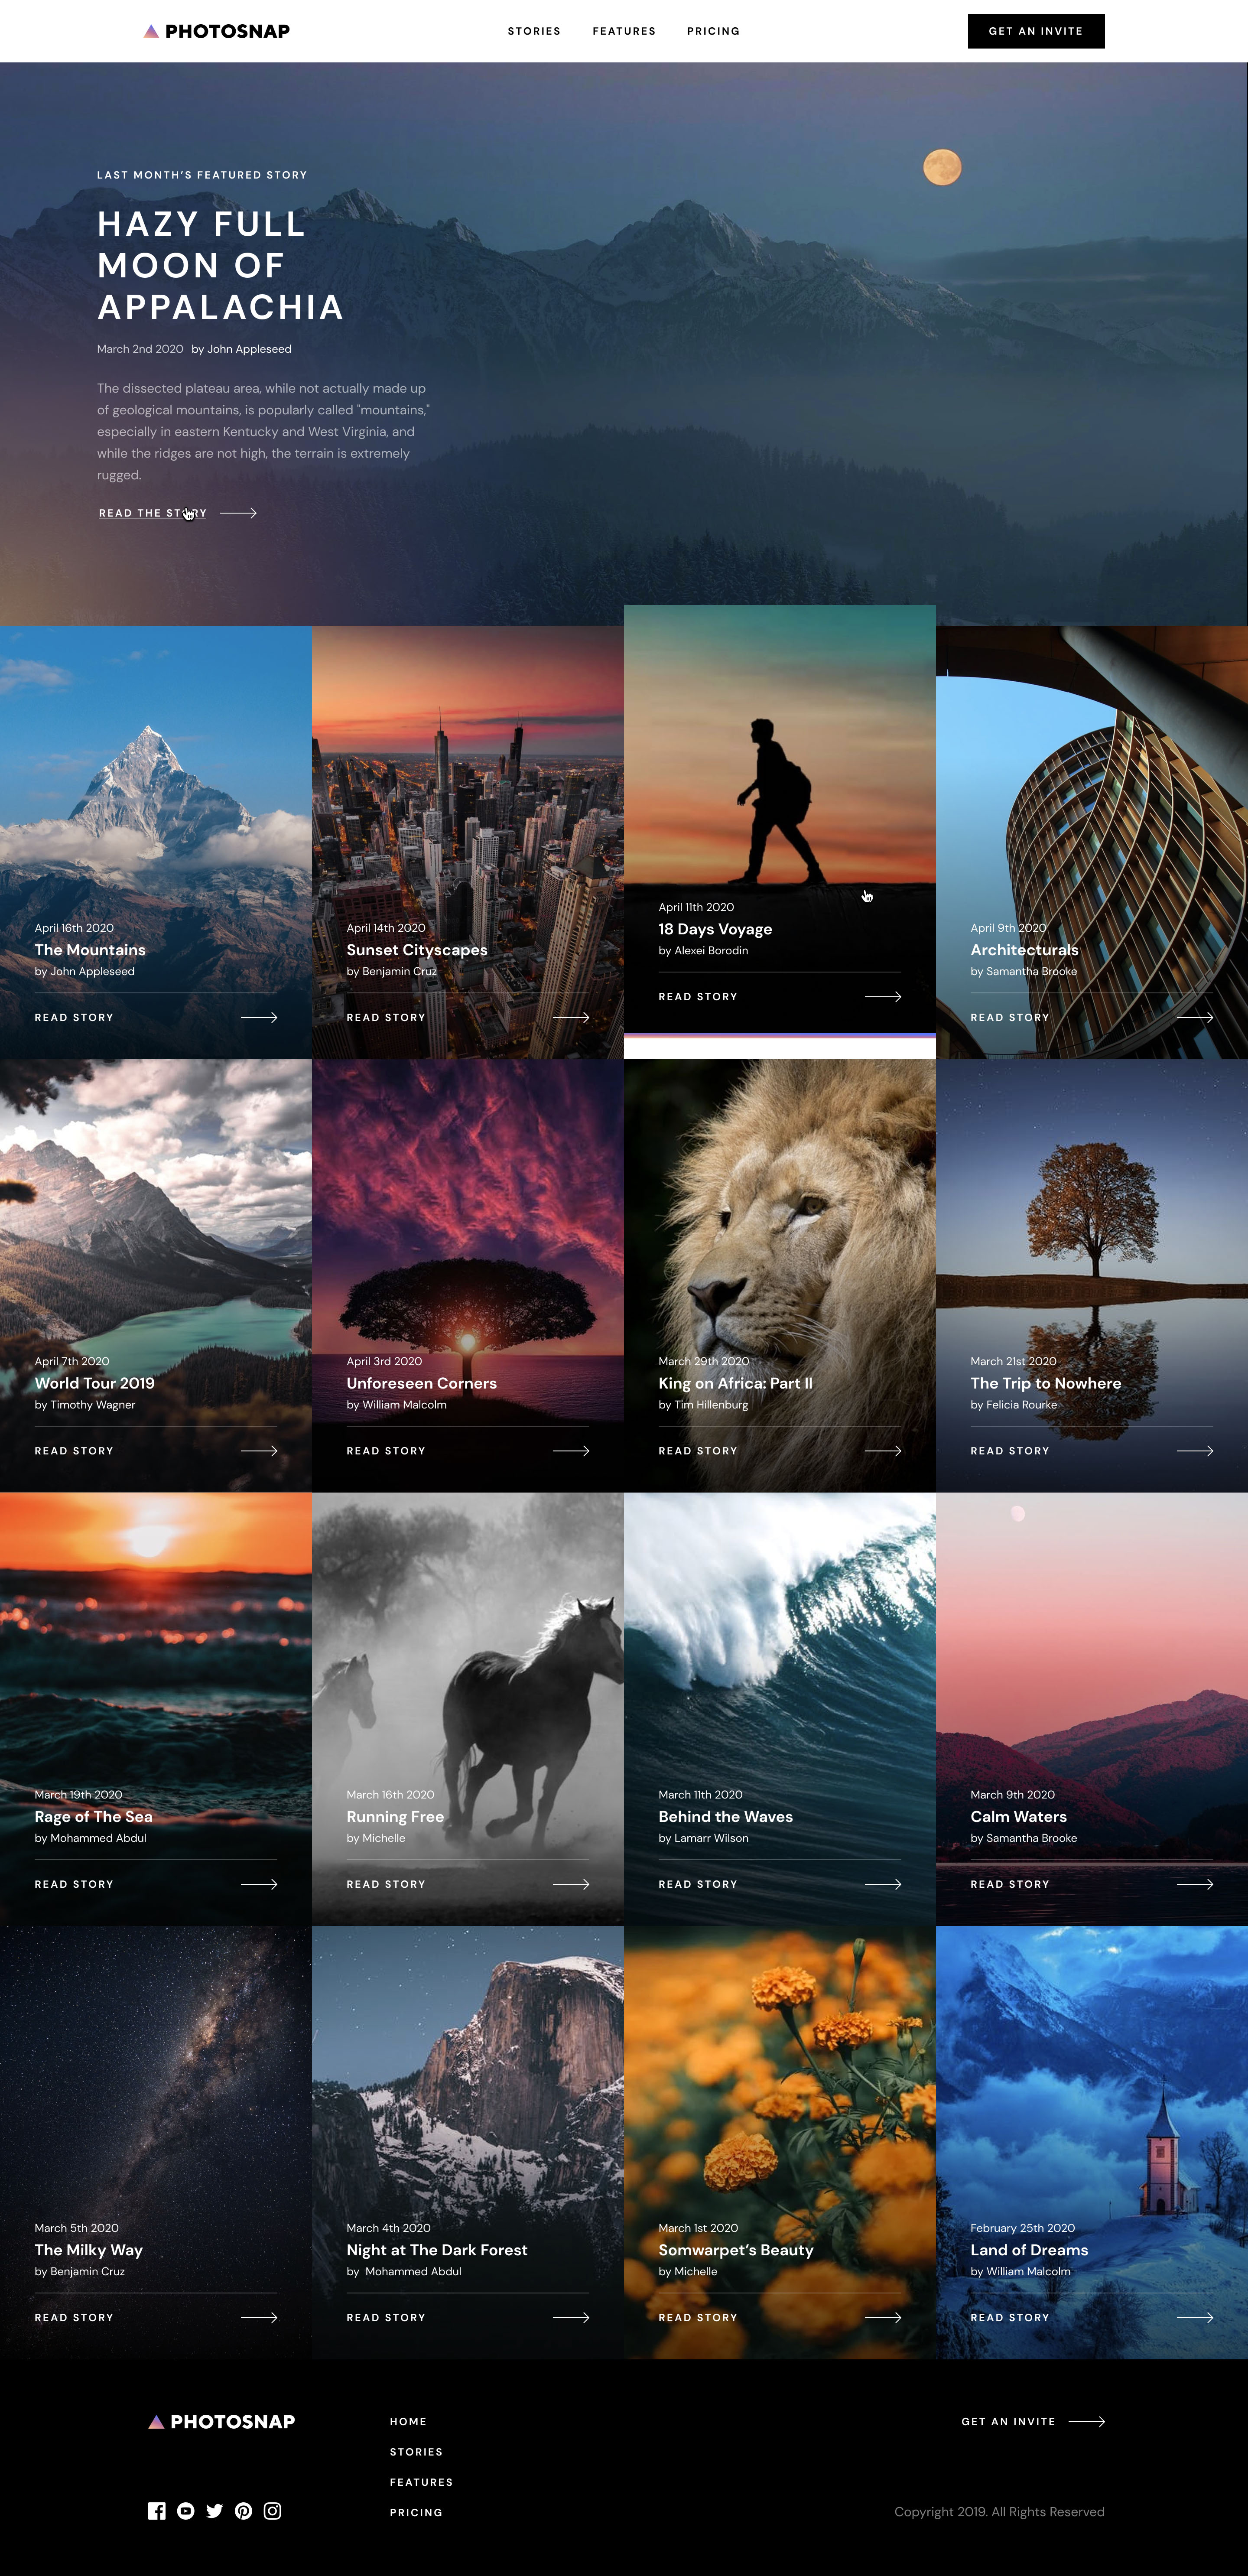 PHOTOSNAP
STORIES FEATURES PRICING
GET AN INVITE
LAST MONTH'S FEATURED STORY
HAZY FULL
MOON OF
APPALACHIA
March 2nd 2020 by John Appleseed
The dissected plateau area, while not actually made up
of geological mountains, is popularly called "mountains,"
especially in eastern Kentucky and West Virginia, and
while the ridges are not high, the terrain is extremely
rugged.
READ THE STORY
April 16th 2020
The Mountains
by John Appleseed
READ STORY
April 14th 2020
Sunset Cityscapes
by Benjamin Cruz
READ STORY
April 11th 2020
18 Days Voyage
by Alexei Borodin
READ STORY
April 9th 2020
Architecturals
by Samantha Brooke
READ STORY
April 7th 2020
World Tour 2019
by Timothy Wagner
READ STORY
April 3rd 2020
Unforeseen Corners
by William Malcolm
READ STORY
March 29th 2020
King on Africa: Part II
by Tim Hillenburg
READ STORY
March 21st 2020
The Trip to Nowhere
by Felicia Rourke
READ STORY
March 19th 2020
Rage of The Sea
by Mohammed Abdul
READ STORY
March 16th 2020
Running Free
by Michelle
READ STORY
March 11th 2020
Behind the Waves
by Lamarr Wilson
READ STORY
March 9th 2020
Calm Waters
by Samantha Brooke
READ STORY
March 5th 2020
The Milky Way
by Benjamin Cruz
READ STORY
March 4th 2020
Night at The Dark Forest
by Mohammed Abdul
READ STORY
March 1st 2020
Somwarpet's Beauty
by Michelle
READ STORY
February 25th 2020
Land of Dreams
by William Malcolm
READ STORY
PHOTOSNAP
HOME
STORIES
FEATURES
PRICING
GET AN INVITE
Copyright 2019. All Rights Reserved